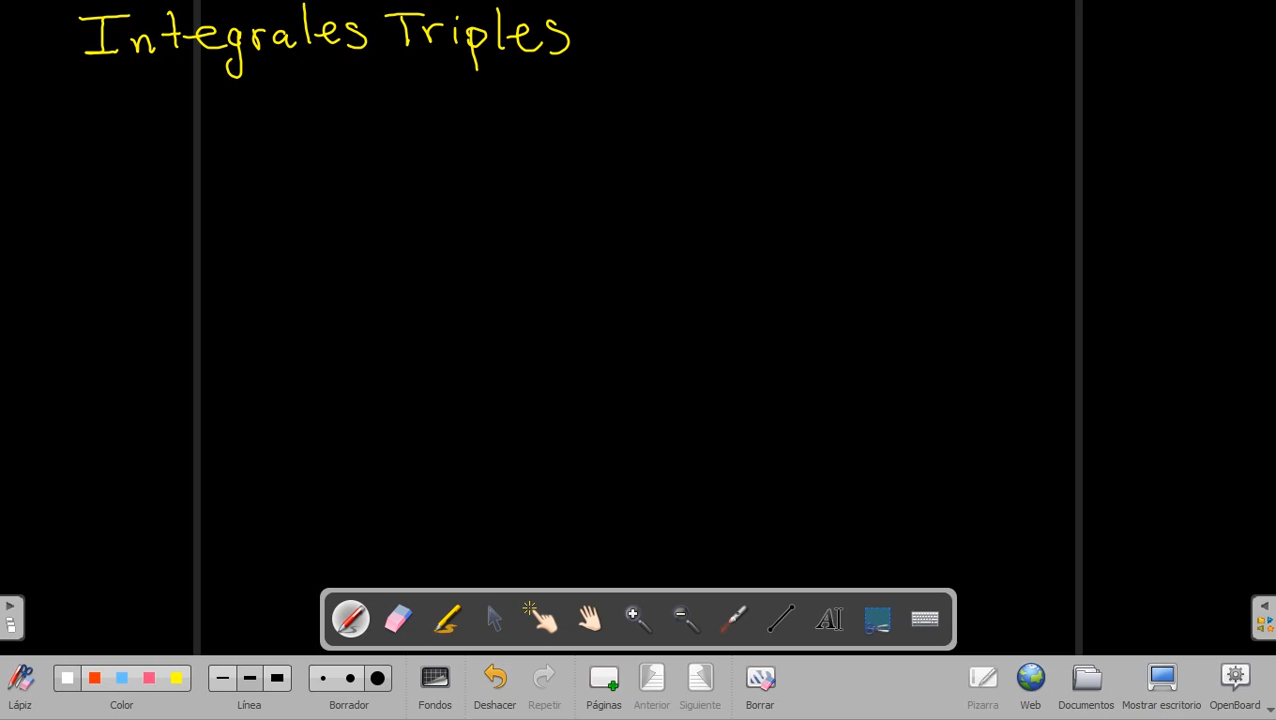 Integrales Triples
AI
Lápiz
Color
Línea
Borrador
Fondos
Deshacer
Repetir
Páginas
Anterior
Siguiente
Borrar
Pizarra
Web
Documentos
Mostrar escritorio
OpenBoard